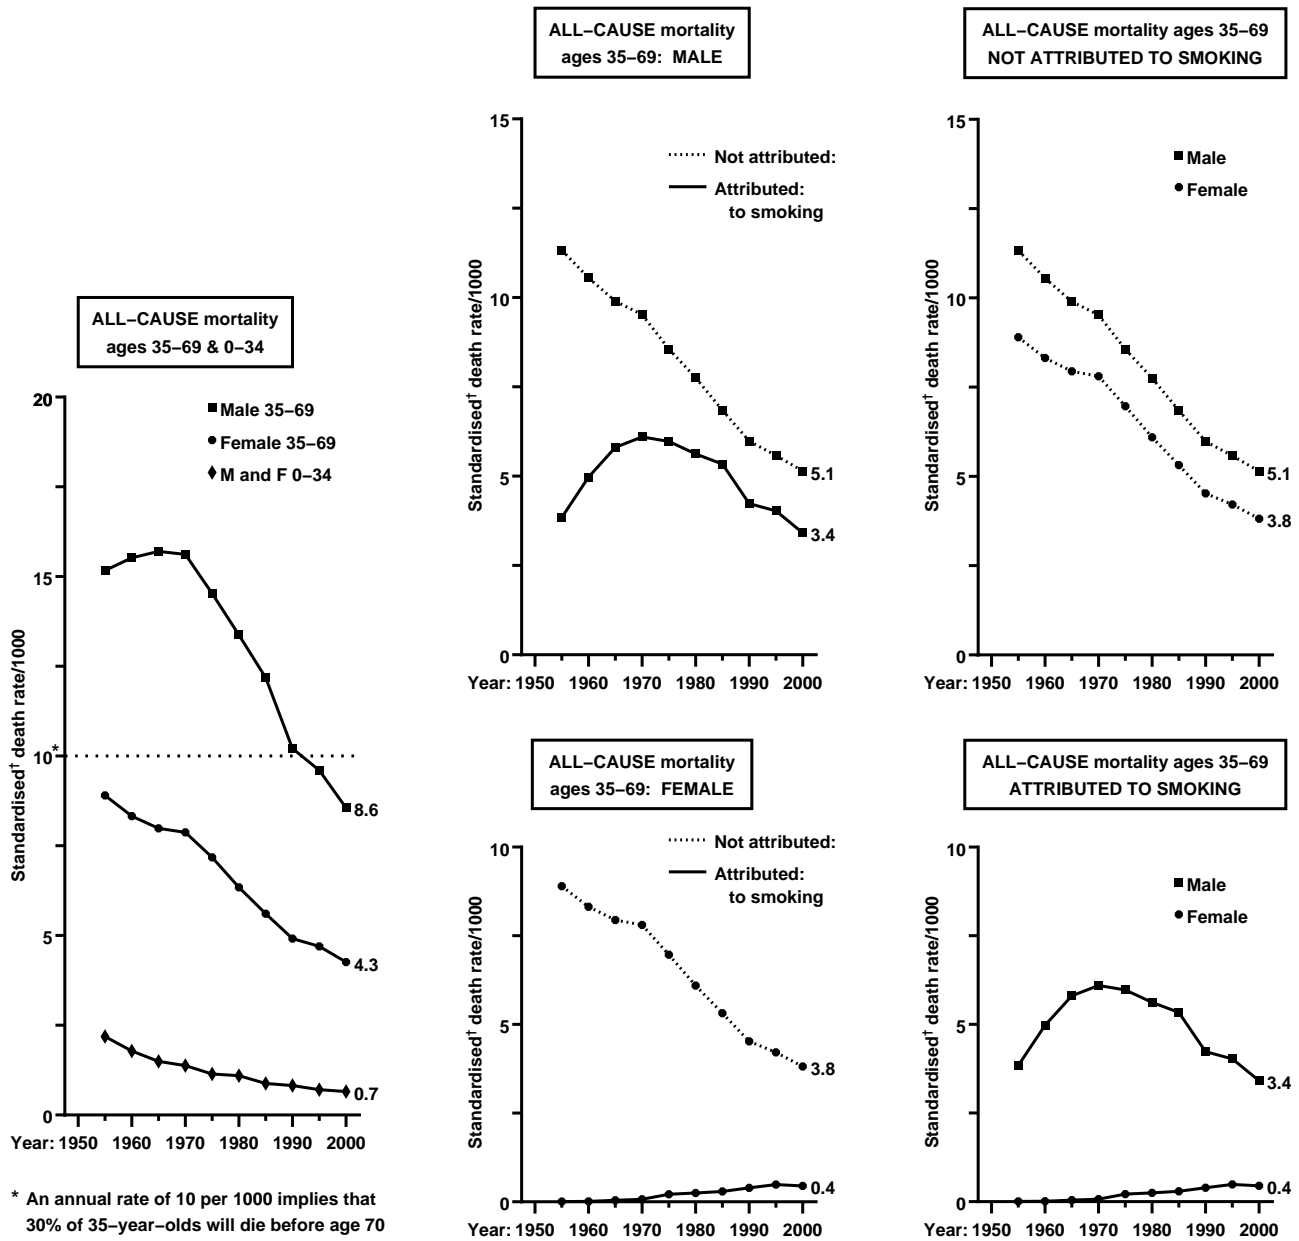 ALL−CAUSE mortality
ages 35−69 & 0−34
20
15
10*
5
0
Standardised† death rate/1000
Male 35−69
Female 35−69
M and F 0−34
8.6
4.3
0.7
Year: 1950 1960 1970 1980 1990 2000
* An annual rate of 10 per 1000 implies that
30% of 35−year−olds will die before age 70
ALL−CAUSE mortality
ages 35−69: MALE
15
10
5
0
Standardised† death rate/1000
Not attributed:
Attributed:
to smoking
5.1
3.4
Year: 1950 1960 1970 1980 1990 2000
ALL−CAUSE mortality ages 35−69
NOT ATTRIBUTED TO SMOKING
15
10
5
0
Standardised† death rate/1000
Male
Female
5.1
3.8
Year: 1950 1960 1970 1980 1990 2000
ALL−CAUSE mortality
ages 35−69: FEMALE
10
5
0
Standardised† death rate/1000
Not attributed:
Attributed:
to smoking
3.8
0.4
Year: 1950 1960 1970 1980 1990 2000
ALL−CAUSE mortality ages 35−69
ATTRIBUTED TO SMOKING
10
5
0
Standardised† death rate/1000
Male
Female
3.4
0.4
Year: 1950 1960 1970 1980 1990 2000